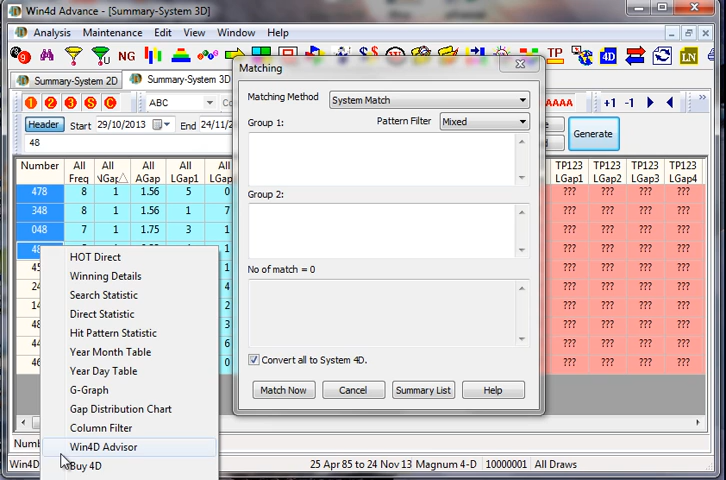 Win4d Advance - [Summary-System 3D]
Analysis Maintenance Edit View Window Help
NG TP 4D LN
Summary-System 2D Summary-System 3D
1 2 3 S C ABC AAAA +1 -1
Header Start 29/10/2013 End 24/11/2 Generate
48
Number All Freq All NGap All AGap All LGap1 All LGap TP123 LGap1 TP123 LGap2 TP123 LGap3 TP123 LGap4
478 8 1 1.56 5 0 ??? ??? ??? ???
348 8 1 1.56 1 7 ??? ??? ??? ???
048 7 1 1.75 3 1 ??? ??? ??? ???
??? ??? ??? ???
??? ??? ??? ???
??? ??? ??? ???
??? ??? ??? ???
??? ??? ??? ???
??? ??? ??? ???
??? ??? ??? ???
HOT Direct
Winning Details
Search Statistic
Direct Statistic
Hit Pattern Statistic
Year Month Table
Year Day Table
G-Graph
Gap Distribution Chart
Column Filter
Win4D Advisor
Buy 4D
Matching
Matching Method System Match
Group 1: Pattern Filter Mixed
Group 2:
No of match = 0
Convert all to System 4D.
Match Now Cancel Summary List Help
Win4D 25 Apr 85 to 24 Nov 13 Magnum 4-D 10000001 All Draws